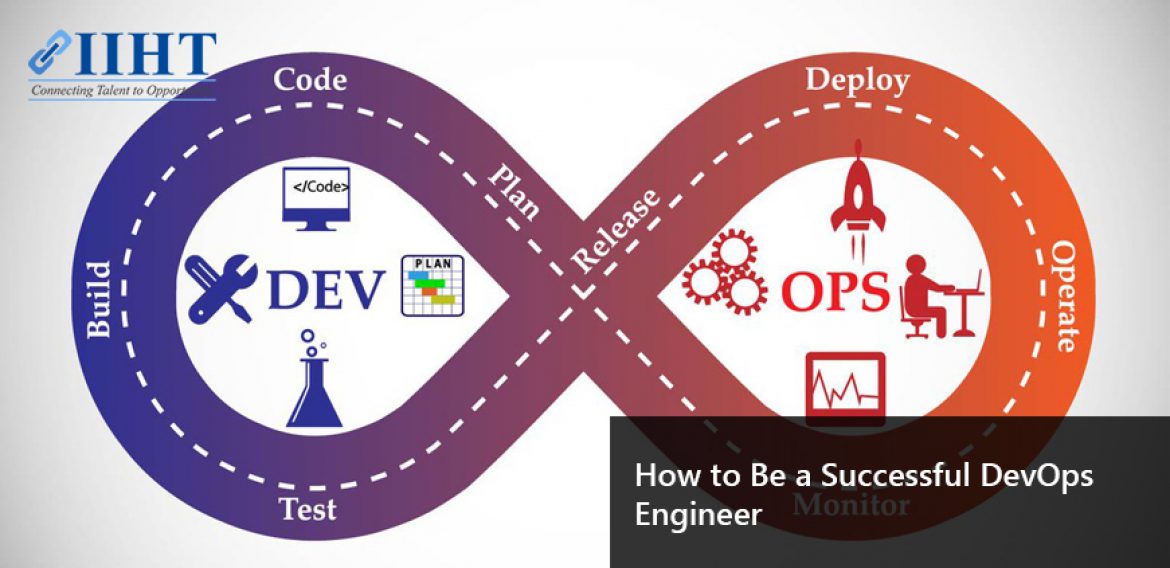 IIHT
Connecting Talent to Opport
Code
Plan
Build
Test
</Code>
DEV
PLAN
Release
Deploy
Operate
Monitor
OPS
How to Be a Successful DevOps
Engineer